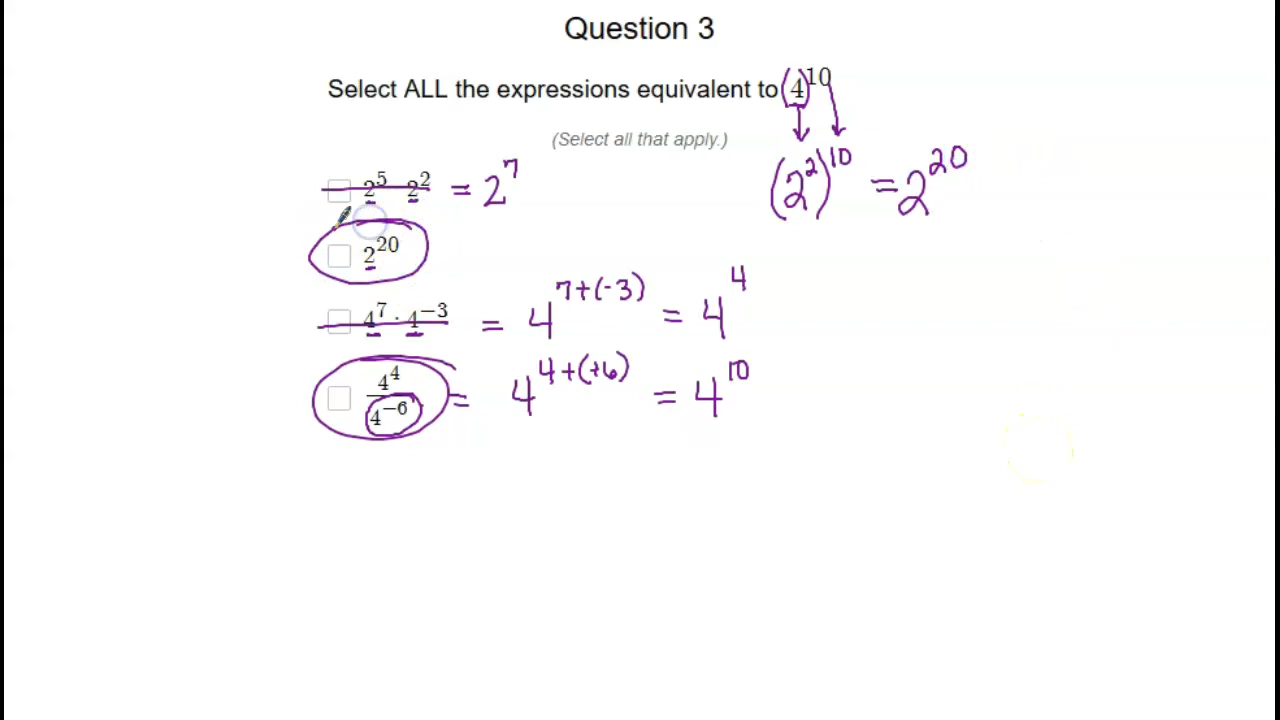 Question 3
Select ALL the expressions equivalent to (4)^10
(Select all that apply.)
(2^2)^10 = 2^20
2^5 2^2 = 2^7
2^20
4^7 · 4^−3 = 4^7+(-3) = 4^4
4^4/4^−6 = 4^4+(+6) = 4^10